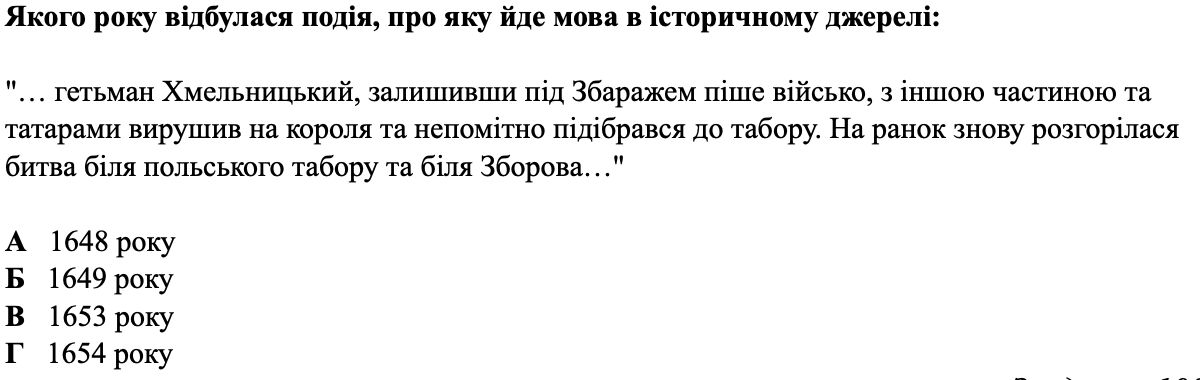 Якого року відбулася подія, про яку йде мова в історичному джерелі:
"… гетьман Хмельницький, залишивши під Збаражем піше військо, з іншою частиною та
татарами вирушив на короля та непомітно підібрався до табору. На ранок знову розгорілася
битва біля польського табору та біля Зборова…"
А 1648 року
Б 1649 року
В 1653 року
Г 1654 року